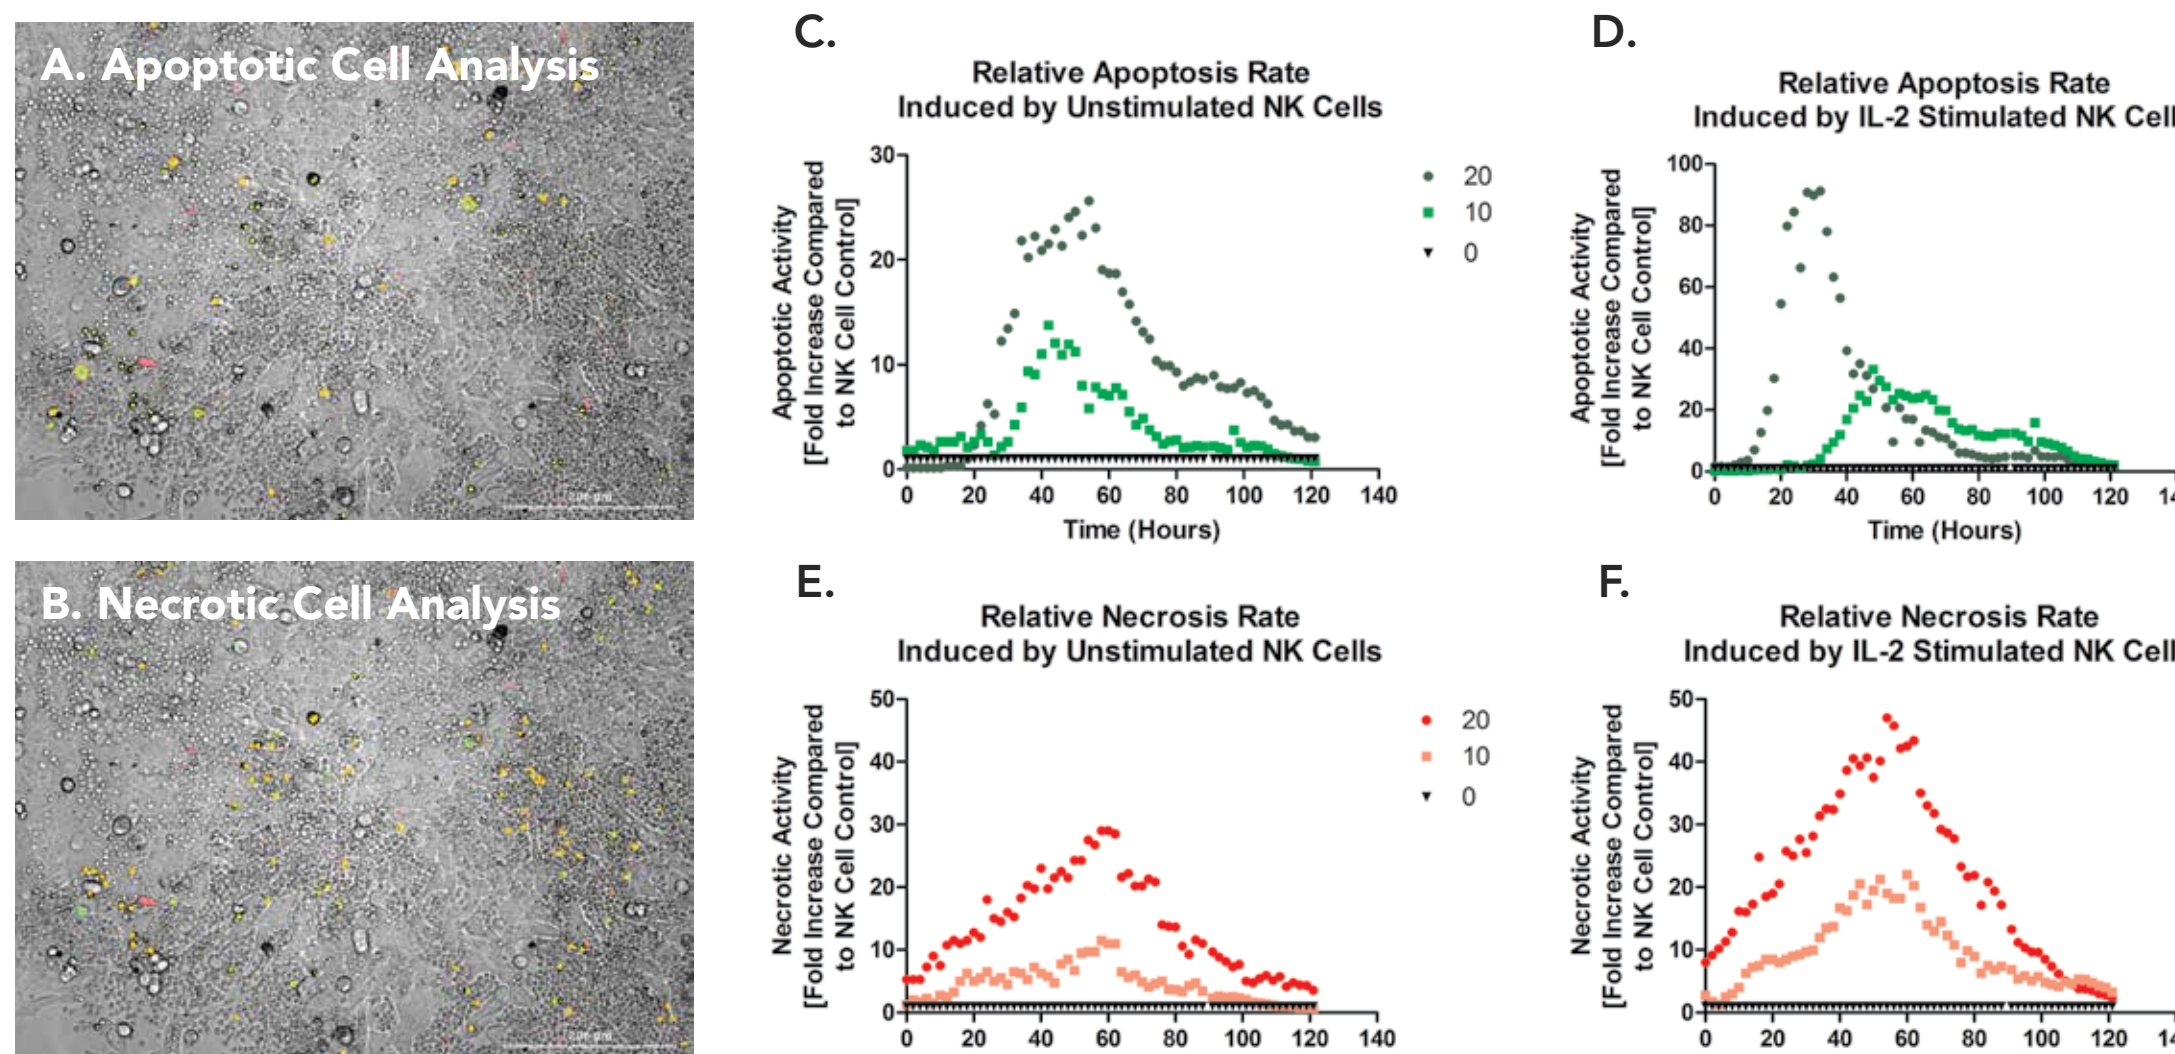 A. Apoptotic Cell Analysis
C.
Relative Apoptosis Rate
Induced by Unstimulated NK Cells
Apoptotic Activity
[Fold Increase Compared
to NK Cell Control]
30
20
10
0
0 20 40 60 80 100 120 140
Time (Hours)
20
10
0
D.
Relative Apoptosis Rate
Induced by IL-2 Stimulated NK Cell
Apoptotic Activity
[Fold Increase Compared
to NK Cell Control]
100
80
60
40
20
0
0 20 40 60 80 100 120
Time (Hours)
B. Necrotic Cell Analysis
E.
Relative Necrosis Rate
Induced by Unstimulated NK Cells
Necrotic Activity
[Fold Increase Compared
to NK Cell Control]
50
40
30
20
10
0
0 20 40 60 80 100 120 140
20
10
0
F.
Relative Necrosis Rate
Induced by IL-2 Stimulated NK Cell
Necrotic Activity
[Fold Increase Compared
to NK Cell Control]
50
40
30
20
10
0
0 20 40 60 80 100 120